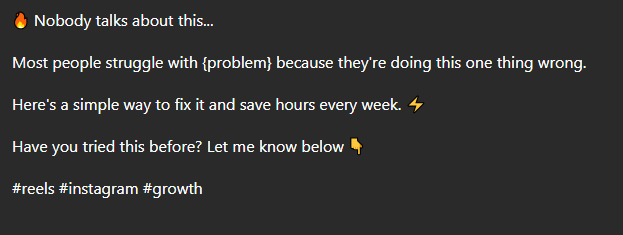 🔥 Nobody talks about this...
Most people struggle with {problem} because they're doing this one thing wrong.
Here's a simple way to fix it and save hours every week. ⚡
Have you tried this before? Let me know below 👇
#reels #instagram #growth